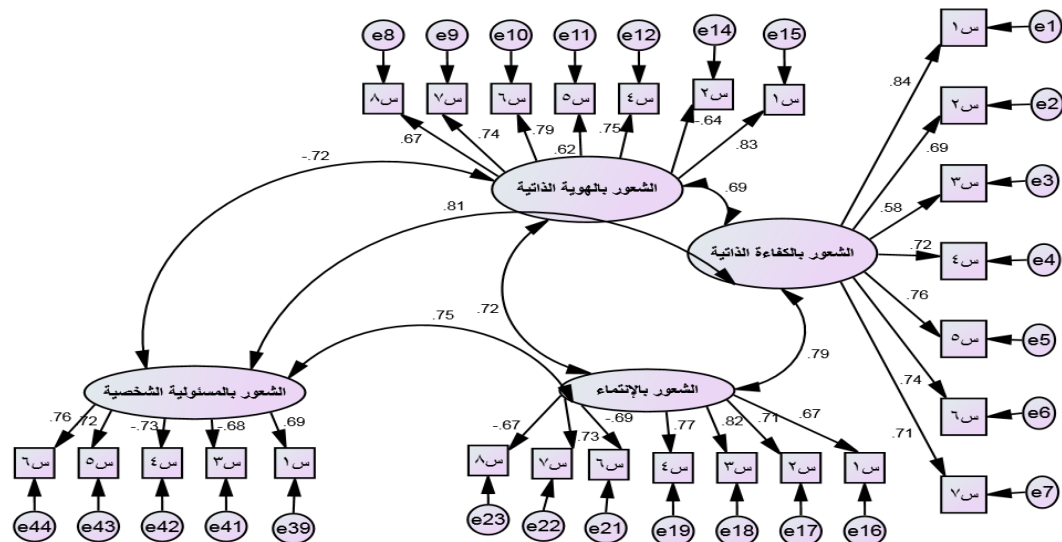 e8 e9 e10 e11 e12 e14 e15 e1
س٨ س٧ س٦ س٥ س٤ س٢ س١ س١
.67 .74 .79 .62 .75 -.64 .83 .84
س٢ e2
.69
الشعور بالهوية الذاتية
س٣ e3
.58
-.72 .81 .69
الشعور بالكفاءة الذاتية
.72 س٤ e4
.76
س٥ e5
.72 .75 .79
.74
س٦ e6
.71
س٧ e7
الشعور بالمسئولية الشخصية
الشعور بالإنتماء
.76 .72 -.73 -.68 .69
-.67 .73 -.69 .77 .82 .71 .67
س٦ س٥ س٤ س٣ س١
س٨ س٧ س٦ س٤ س٣ س٢ س١
e44 e43 e42 e41 e39
e23 e22 e21 e19 e18 e17 e16